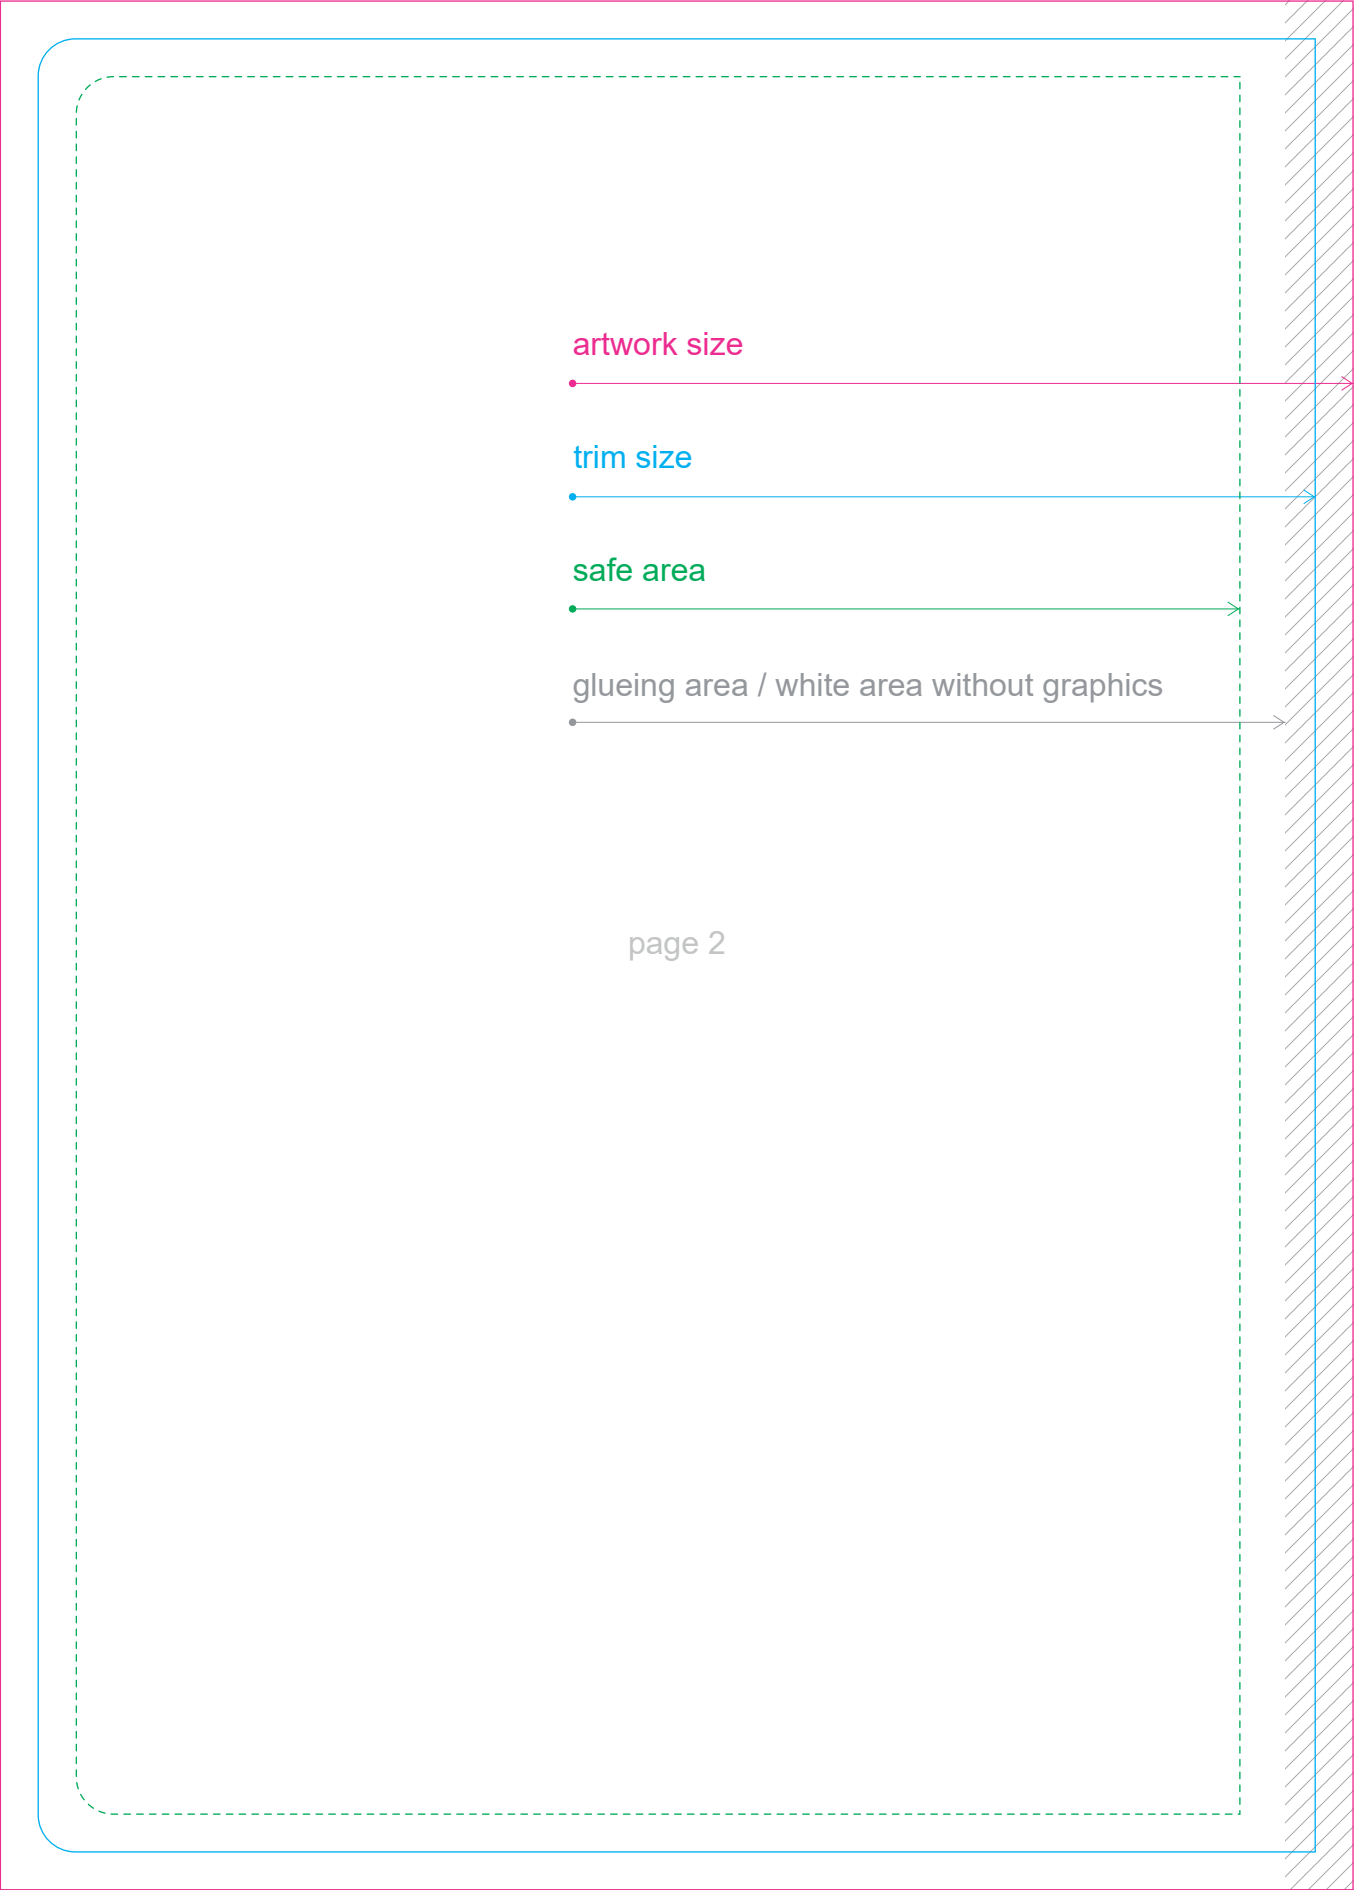 artwork size
trim size
safe area
glueing area / white area without graphics
page 2